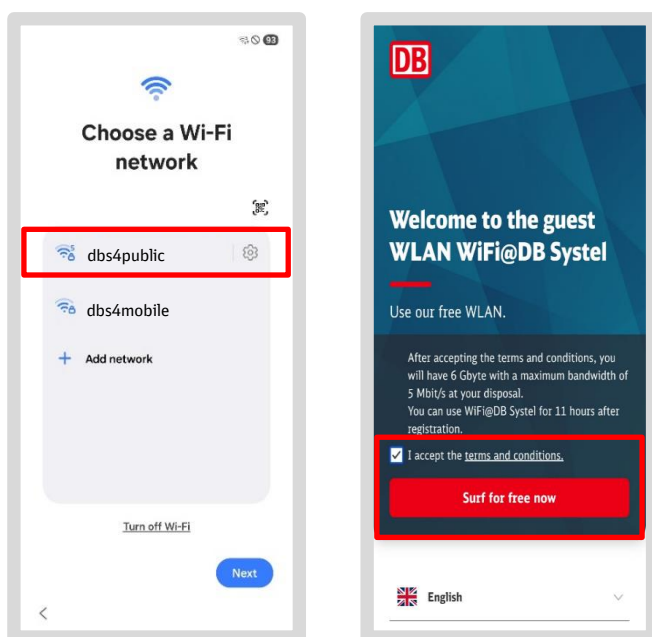 93
Choose a Wi-Fi
network
dbs4public
dbs4mobile
Add network
Turn off Wi-Fi
Next
DB
Welcome to the guest
WLAN WiFi@DB Systel
Use our free WLAN.
After accepting the terms and conditions, you
will have 6 Gbyte with a maximum bandwidth of
5 Mbit/s at your disposal.
You can use WiFi@DB Systel for 11 hours after
registration.
I accept the terms and conditions.
Surf for free now
English